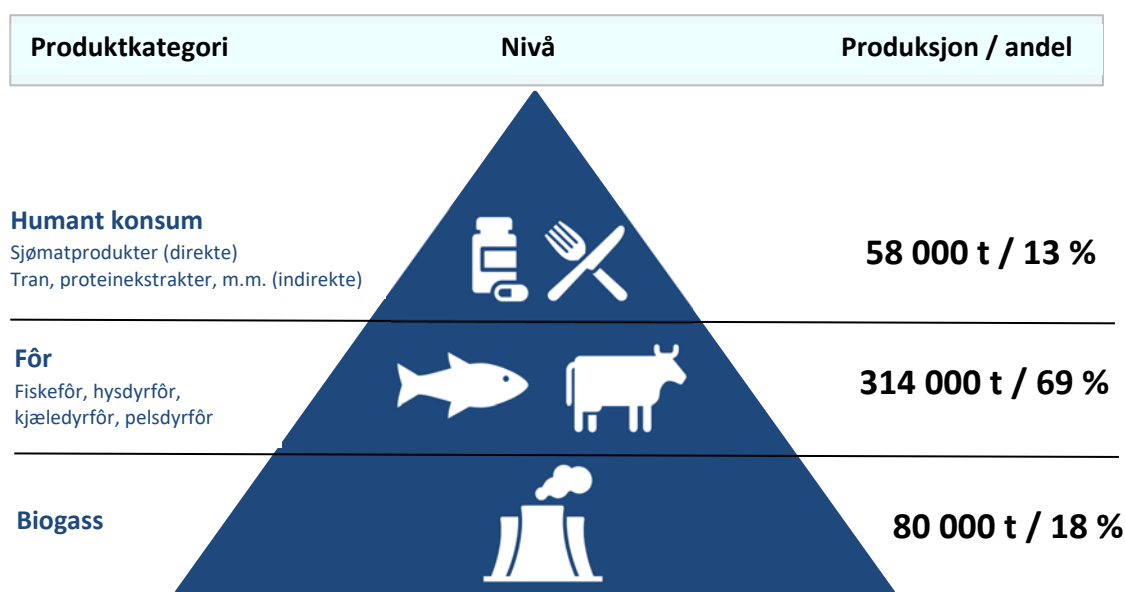 Produktkategori Nivå Produksjon / andel
Humant konsum
Sjømatprodukter (direkte)
Tran, proteinekstrakter, m.m. (indirekte)
58 000 t / 13 %
Fôr
Fiskefôr, hysdyrfôr,
kjæledyrfôr, pelsdyrfôr
314 000 t / 69 %
Biogass
80 000 t / 18 %